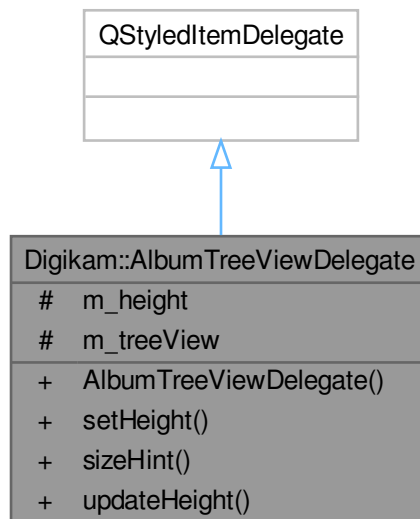 QStyledItemDelegate
Digikam::AlbumTreeViewDelegate
# m_height
# m_treeView
+ AlbumTreeViewDelegate()
+ setHeight()
+ sizeHint()
+ updateHeight()